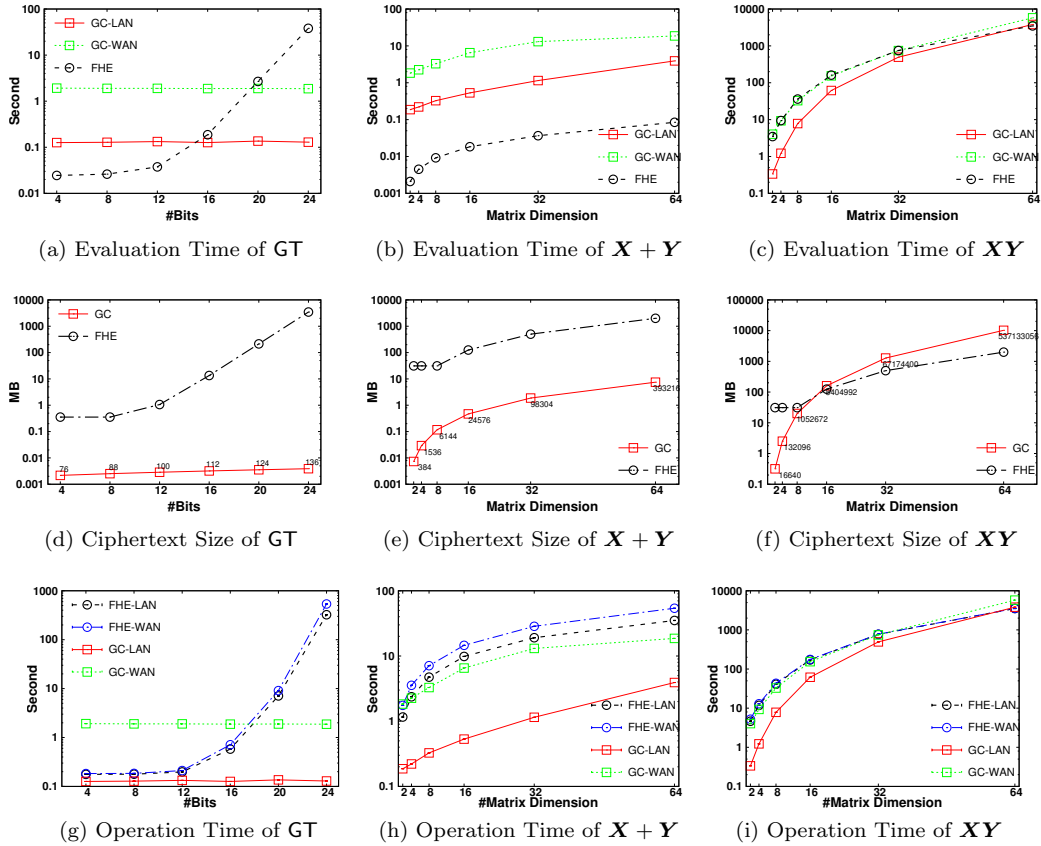 100
10
1
0.1
0.01
Second
GC-LAN
GC-WAN
FHE
4 8 12 16 20 24
#Bits
(a) Evaluation Time of GT
100
10
1
0.1
0.01
0.001
Second
GC-LAN
GC-WAN
FHE
2 4 8 16 32 64
Matrix Dimension
(b) Evaluation Time of X + Y
10000
1000
100
10
1
0.1
Second
GC-LAN
GC-WAN
FHE
2 4 8 16 32 64
Matrix Dimension
(c) Evaluation Time of XY
10000
1000
100
10
1
0.1
0.01
0.001
MB
GC
FHE
76 88 100 112 124 136
4 8 12 16 20 24
#Bits
(d) Ciphertext Size of GT
10000
1000
100
10
1
0.1
0.01
0.001
MB
384
1536
6144
24576
98304
393216
GC
FHE
2 4 8 16 32 64
Matrix Dimension
(e) Ciphertext Size of X + Y
100000
10000
1000
100
10
1
0.1
MB
16640
132096
1052672
537133056
GC
FHE
2 4 8 16 32 64
Matrix Dimension
(f) Ciphertext Size of XY
1000
100
10
1
0.1
Second
FHE-LAN
FHE-WAN
GC-LAN
GC-WAN
4 8 12 16 20 24
#Bits
(g) Operation Time of GT
100
10
1
Second
FHE-LAN
FHE-WAN
GC-LAN
GC-WAN
2 4 8 16 32 64
#Matrix Dimension
(h) Operation Time of X + Y
10000
1000
100
10
1
0.1
Second
FHE-LAN
FHE-WAN
GC-LAN
GC-WAN
2 4 8 16 32 64
#Matrix Dimension
(i) Operation Time of XY